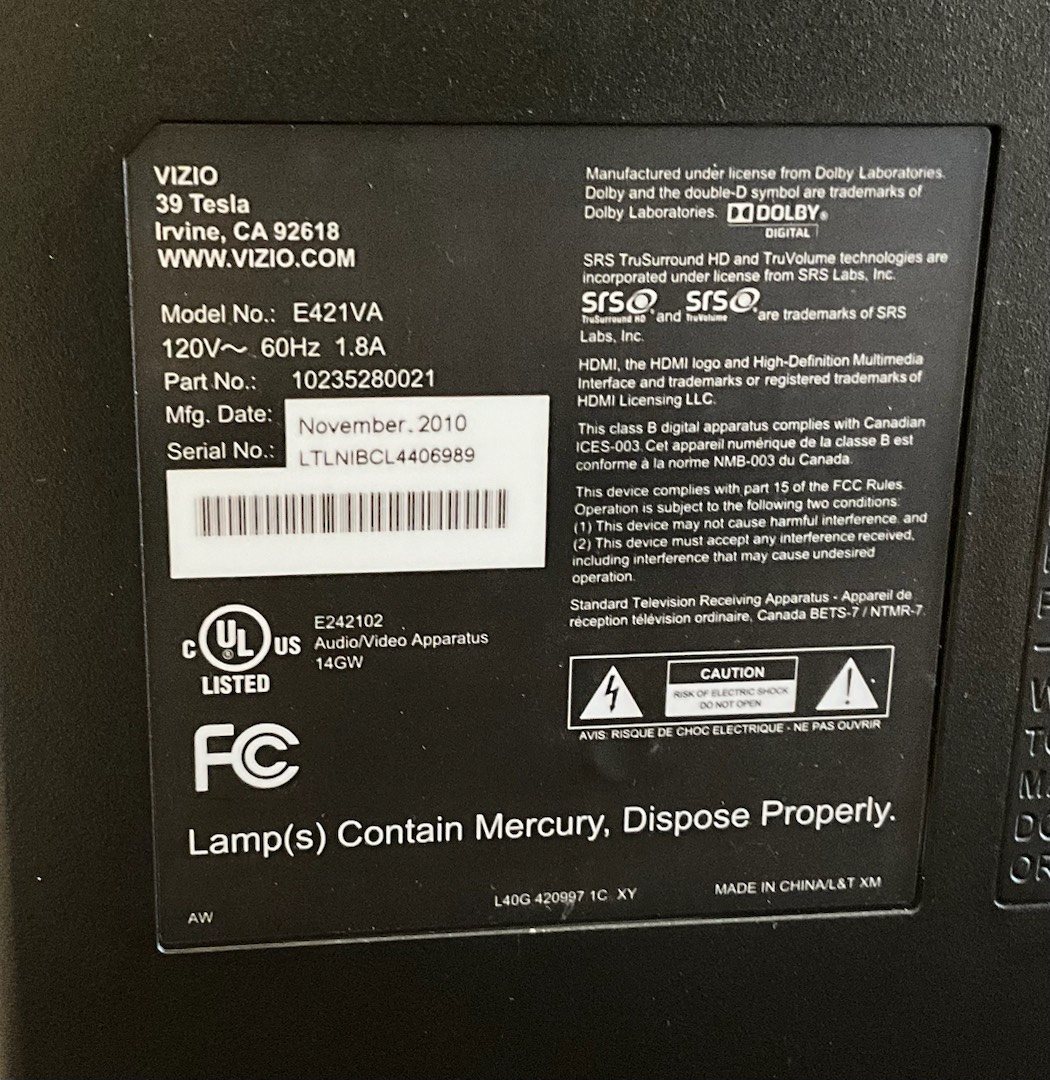 VIZIO
39 Tesla
Irvine, CA 92618
WWW.VIZIO.COM
Model No.: E421VA
120V～ 60Hz 1.8A
Part No.: 10235280021
Mfg. Date: November. 2010
Serial No.: LTLNIBCL4406989
C UL ® US
LISTED
E242102
Audio/Video Apparatus
14GW
FC
Manufactured under license from Dolby Laboratories.
Dolby and the double-D symbol are trademarks of
Dolby Laboratories. DOLBY®
DIGITAL
SRS TruSurround HD and TruVolume technologies are
incorporated under license from SRS Labs, Inc.
SRS TruSurround HD and SRS TruVolume are trademarks of SRS
Labs, Inc.
HDMI, the HDMI logo and High-Definition Multimedia
Interface and trademarks or registered trademarks of
HDMI Licensing LLC.
This class B digital apparatus complies with Canadian
ICES-003. Cet appareil numérique de la classe B est
conforme à la norme NMB-003 du Canada.
This device complies with part 15 of the FCC Rules.
Operation is subject to the following two conditions:
(1) This device may not cause harmful interference, and
(2) This device must accept any interference received,
including interference that may cause undesired
operation.
Standard Television Receiving Apparatus - Appareil de
réception télévision ordinaire, Canada BETS-7 / NTMR-7.
CAUTION
RISK OF ELECTRIC SHOCK
DO NOT OPEN
AVIS: RISQUE DE CHOC ELECTRIQUE - NE PAS OUVRIR
Lamp(s) Contain Mercury, Dispose Properly.
AW
L40G 420997 1C XY
MADE IN CHINA/L&T XM